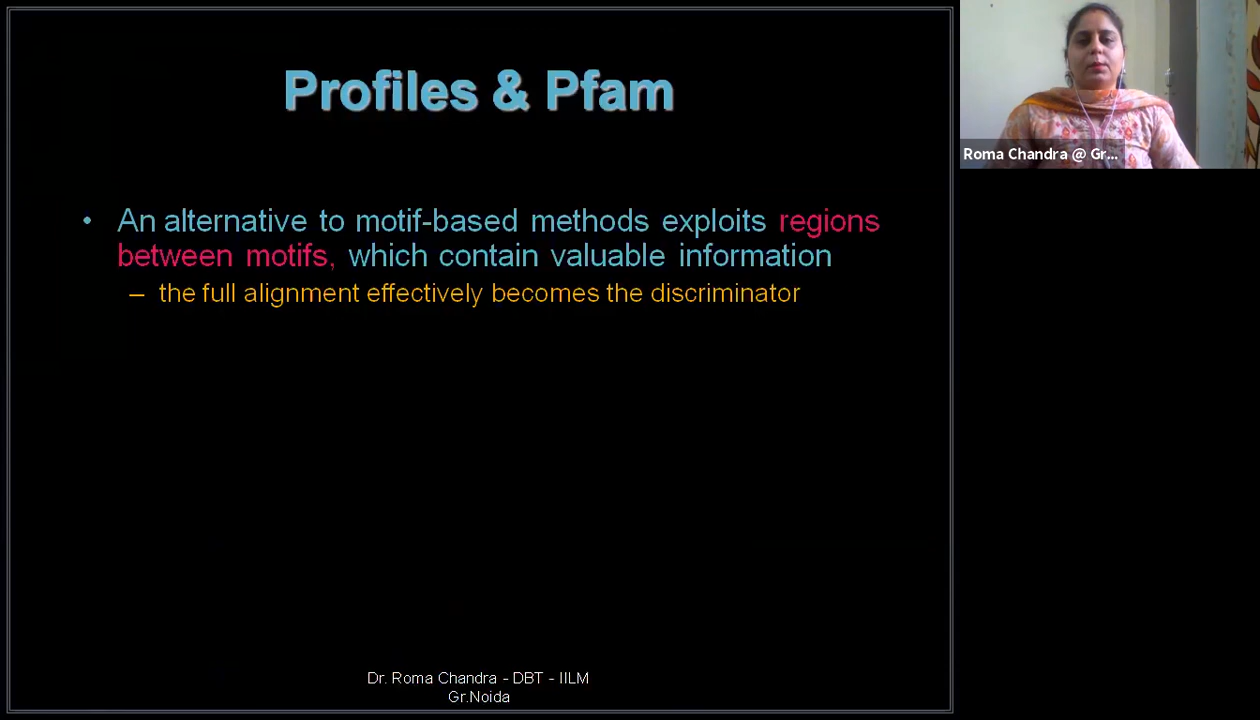 Profiles & Pfam
• An alternative to motif-based methods exploits regions
between motifs, which contain valuable information
– the full alignment effectively becomes the discriminator
Dr. Roma Chandra - DBT - IILM
Gr.Noida
Roma Chandra @ Gr...